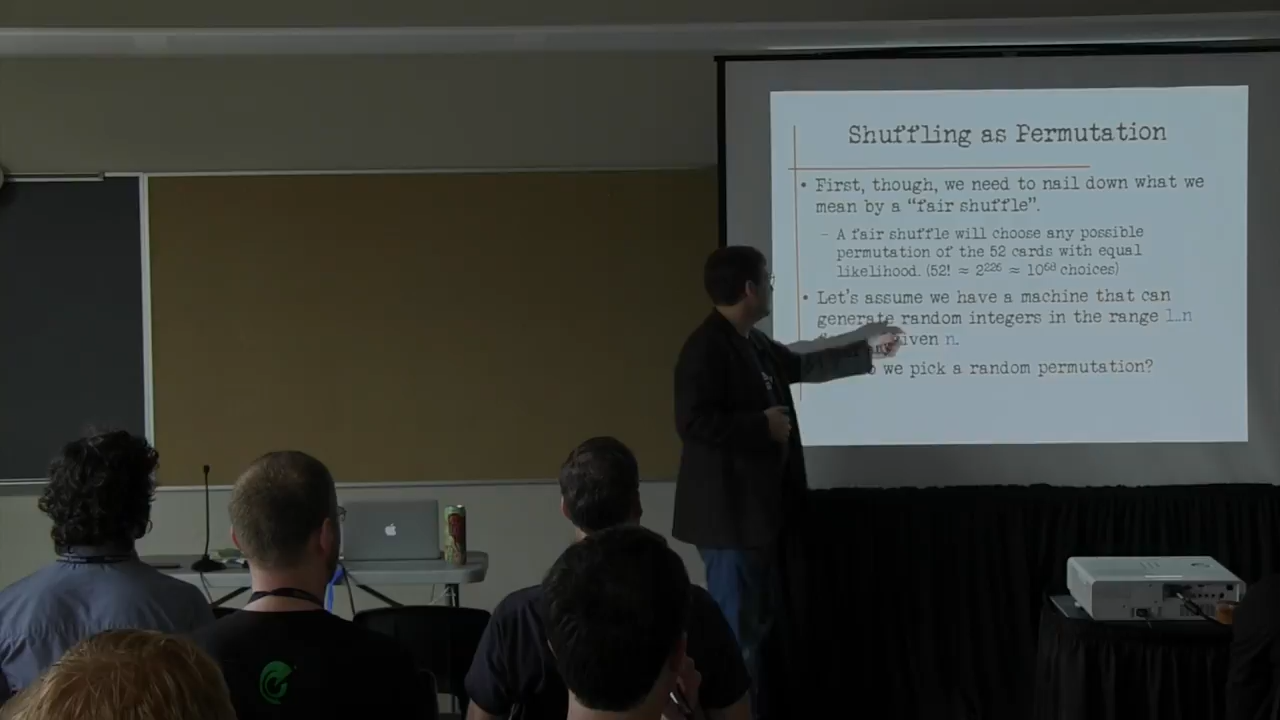 Shuffling as Permutation
• First, though, we need to nail down what we
mean by a “fair shuffle”.
– A fair shuffle will choose any possible
permutation of the 52 cards with equal
likelihood. (52! ≈ 2²²⁶ ≈ 10⁶⁸ choices)
• Let's assume we have a machine that can
generate random integers in the range 1..n
any given n.
we pick a random permutation?